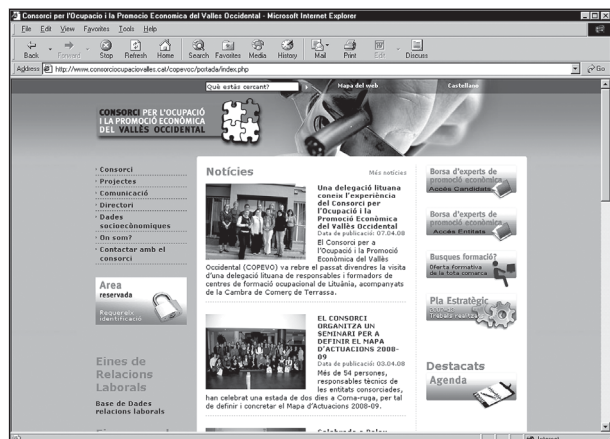 Consorci per l'Ocupacio i la Promocio Economica del Valles Occidental - Microsoft Internet Explorer
File Edit View Favorites Tools Help
Back Forward Stop Refresh Home Search Favorites Media History Mail Print Edit Discuss
Address http://www.consorciocupaciovalles.cat/copevoc/portada/index.php Go
Què estàs cercant? Mapa del web Castellano
CONSORCI PER L'OCUPACIÓ
I LA PROMOCIÓ ECONÒMICA
DEL VALLÈS OCCIDENTAL
Consorci
Projectes
Comunicació
Directori
Dades
socioecònomiques
On som?
Contactar amb el
consorci
Area
reservada
Requereix
identificació
Eines de
Relacions
Laborals
Base de Dades
relacions laborals
Notícies Més notícies
Una delegació lituana
coneix l'experiència
del Consorci per
l'Ocupació i la
Promoció Econòmica
del Vallès Occidental
Data de publicació: 07.04.08
El Consorci per a
l'Ocupació i la Promoció
Econòmica del Vallès
Occidental (COPEVO) va rebre el passat divendres la visita
d'una delegació lituana de responsables i formadors de
centres de formació ocupacional de Lituània, acompanyats
de la Cambra de Comerç de Terrassa.
EL CONSORCI
ORGANITZA UN
SEMINARI PER A
DEFINIR EL MAPA
D'ACTUACIONS 2008-
09
Data de publicació: 03.04.08
Més de 54 persones,
responsables tècnics de
les entitats consorciades,
han celebrat una estada de dos dies a Coma-ruga, per tal
de definir i concretar el Mapa d'Actuacions 2008-09.
Borsa d'experts de
promoció econòmica
Accés Candidats
Borsa d'experts de
promoció econòmica
Accés Entitats
Busques formació?
Oferta formativa
de tota la comarca
Pla Estratègic
Treballs realitzats
Destacats
Agenda
Internet